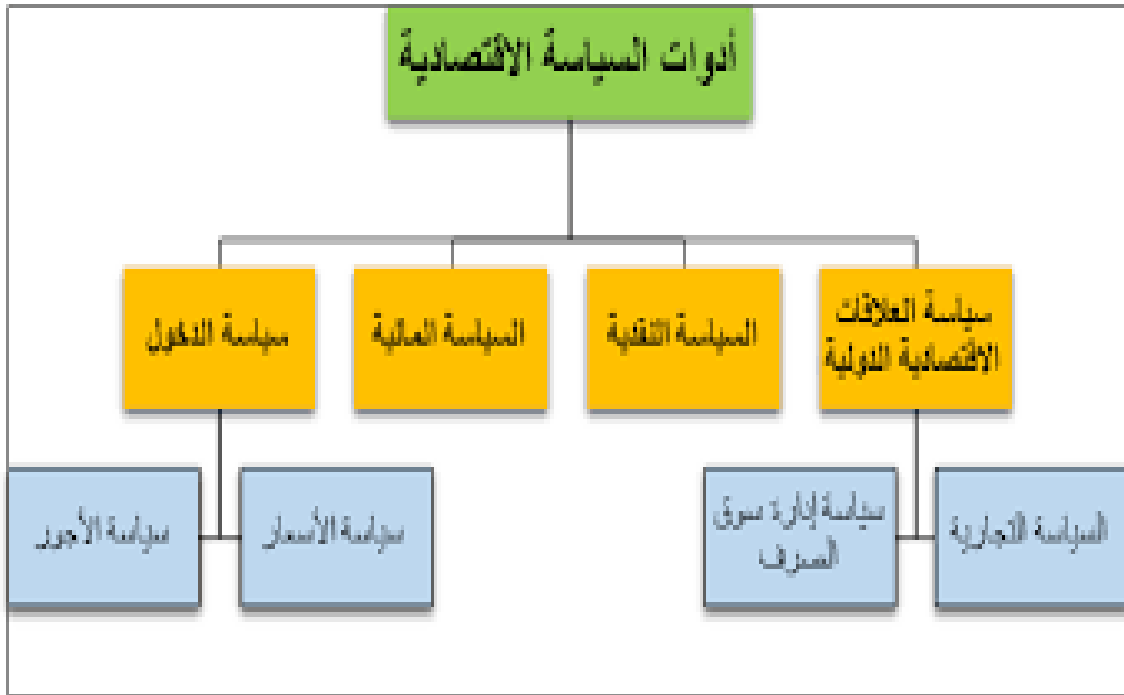 أدوات السياسة الاقتصادية
سياسة العلاقات
الاقتصادية الدولية
السياسة النقدية
السياسة المالية
سياسة الدخول
السياسة التجارية
سياسة إدارة سوق
الصرف
سياسة الأسعار
سياسة الأجور